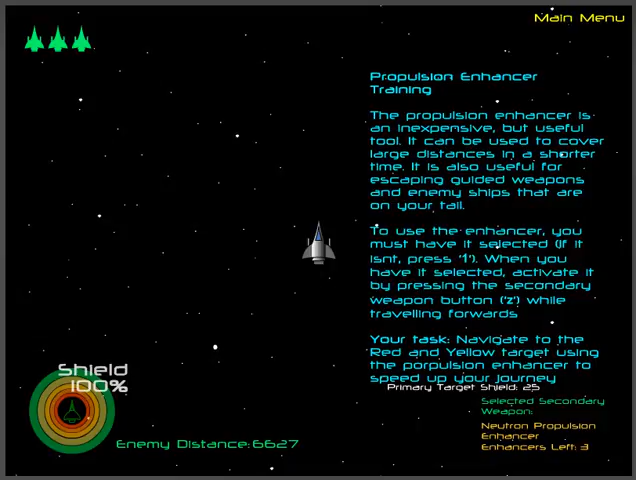 Main Menu
Propulsion Enhancer
Training
The propulsion enhancer is
an inexpensive, but useful
tool. It can be used to cover
large distances in a shorter
time. It is also useful for
escaping guided weapons
and enemy ships that are
on your tail.
To use the enhancer, you
must have it selected (if it
isnt, press '1'). When you
have it selected, activate it
by pressing the secondary
weapon button ('z') while
travelling forwards
Your task: Navigate to the
Red and Yellow target using
the porpulsion enhancer to
speed up your journey
Primary Target Shield: 25
Shield
100%
Selected Secondary
Weapon:
Neutron Propulsion
Enhancer
Enhancers Left: 3
Enemy Distance: 6627